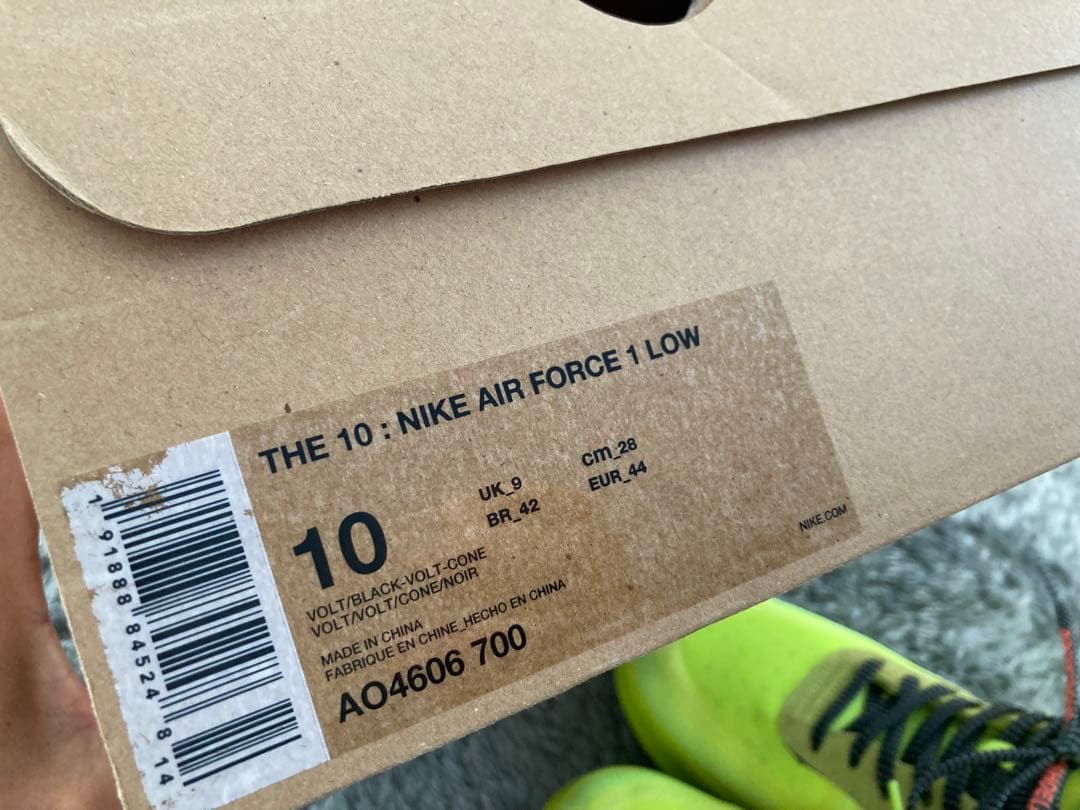 THE 10 : NIKE AIR FORCE 1 LOW
10
UK_9
BR_42
cm_28
EUR_44
VOLT/BLACK-VOLT-CONE
VOLT/VOLT/CONE/NOIR
MADE IN CHINA
FABRIQUE EN CHINE_HECHO EN CHINA
AO4606 700
NIKE.COM
1 91888 84524 8 14